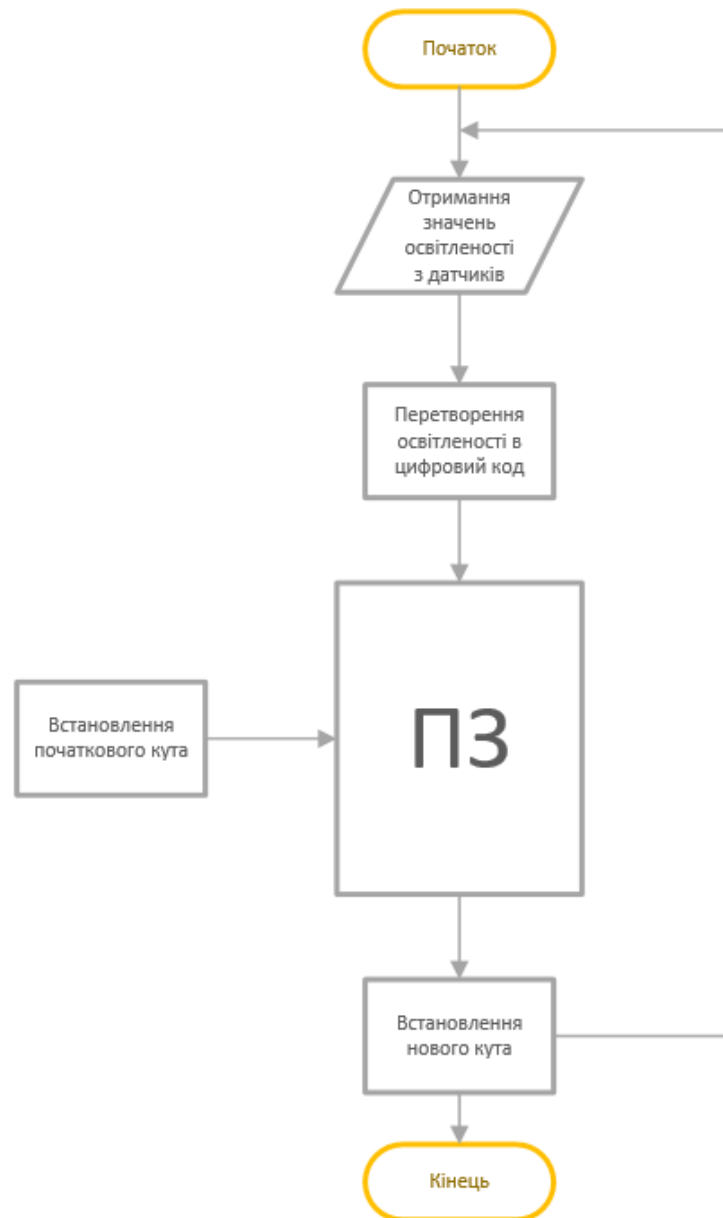 Початок
Отримання
значень
освітленості
з датчиків
Перетворення
освітленості в
цифровий код
Встановлення
початкового кута
ПЗ
Встановлення
нового кута
Кінець